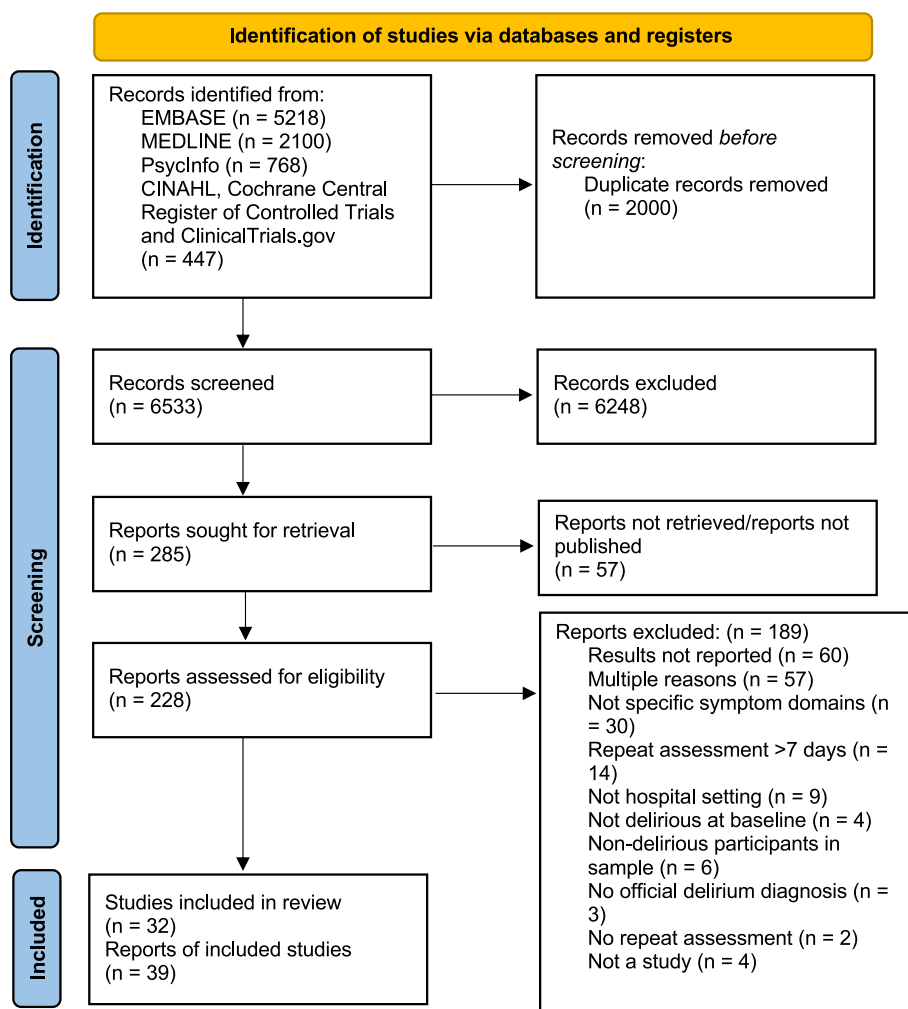 Identification of studies via databases and registers
Identification
Records identified from:
EMBASE (n = 5218)
MEDLINE (n = 2100)
PsycInfo (n = 768)
CINAHL, Cochrane Central
Register of Controlled Trials
and ClinicalTrials.gov
(n = 447)
Records removed before
screening:
Duplicate records removed
(n = 2000)
Screening
Records screened
(n = 6533)
Records excluded
(n = 6248)
Reports sought for retrieval
(n = 285)
Reports not retrieved/reports not
published
(n = 57)
Reports assessed for eligibility
(n = 228)
Reports excluded: (n = 189)
Results not reported (n = 60)
Multiple reasons (n = 57)
Not specific symptom domains (n
= 30)
Repeat assessment >7 days (n =
14)
Not hospital setting (n = 9)
Not delirious at baseline (n = 4)
Non-delirious participants in
sample (n = 6)
No official delirium diagnosis (n =
3)
No repeat assessment (n = 2)
Not a study (n = 4)
Included
Studies included in review
(n = 32)
Reports of included studies
(n = 39)